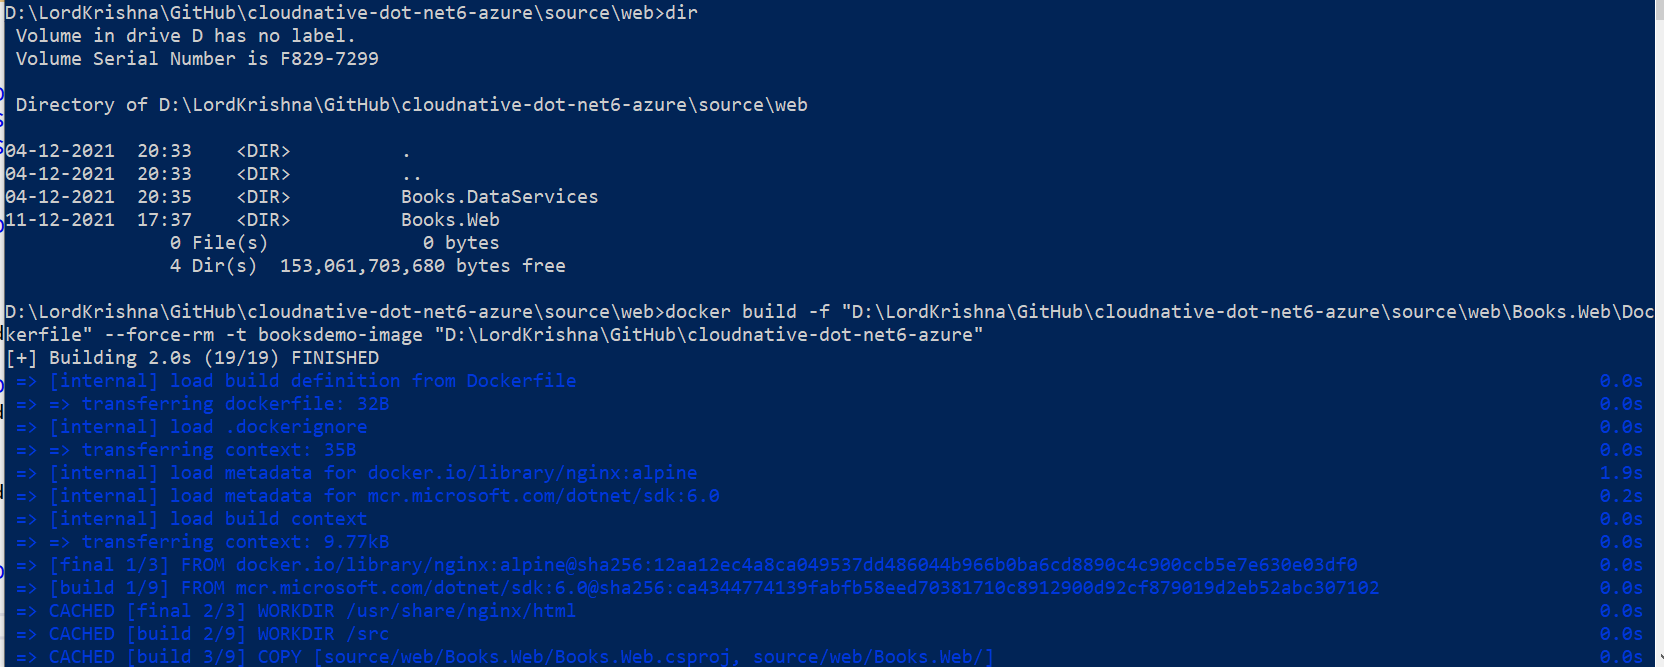 D:\LordKrishna\GitHub\cloudnative-dot-net6-azure\source\web>dir
 Volume in drive D has no label.
 Volume Serial Number is F829-7299

 Directory of D:\LordKrishna\GitHub\cloudnative-dot-net6-azure\source\web

04-12-2021  20:33    <DIR>          .
04-12-2021  20:33    <DIR>          ..
04-12-2021  20:35    <DIR>          Books.DataServices
11-12-2021  17:37    <DIR>          Books.Web
               0 File(s)              0 bytes
               4 Dir(s)  153,061,703,680 bytes free

D:\LordKrishna\GitHub\cloudnative-dot-net6-azure\source\web>docker build -f "D:\LordKrishna\GitHub\cloudnative-dot-net6-azure\source\web\Books.Web\Doc
kerfile" --force-rm -t booksdemo-image "D:\LordKrishna\GitHub\cloudnative-dot-net6-azure"
[+] Building 2.0s (19/19) FINISHED
 => [internal] load build definition from Dockerfile 0.0s
 => => transferring dockerfile: 32B 0.0s
 => [internal] load .dockerignore 0.0s
 => => transferring context: 35B 0.0s
 => [internal] load metadata for docker.io/library/nginx:alpine 1.9s
 => [internal] load metadata for mcr.microsoft.com/dotnet/sdk:6.0 0.2s
 => [internal] load build context 0.0s
 => => transferring context: 9.77kB 0.0s
 => [final 1/3] FROM docker.io/library/nginx:alpine@sha256:12aa12ec4a8ca049537dd486044b966b0ba6cd8890c4c900ccb5e7e630e03df0 0.0s
 => [build 1/9] FROM mcr.microsoft.com/dotnet/sdk:6.0@sha256:ca4344774139fabfb58eed70381710c8912900d92cf879019d2eb52abc307102 0.0s
 => CACHED [final 2/3] WORKDIR /usr/share/nginx/html 0.0s
 => CACHED [build 2/9] WORKDIR /src 0.0s
 => CACHED [build 3/9] COPY [source/web/Books.Web/Books.Web.csproj, source/web/Books.Web/] 0.0s